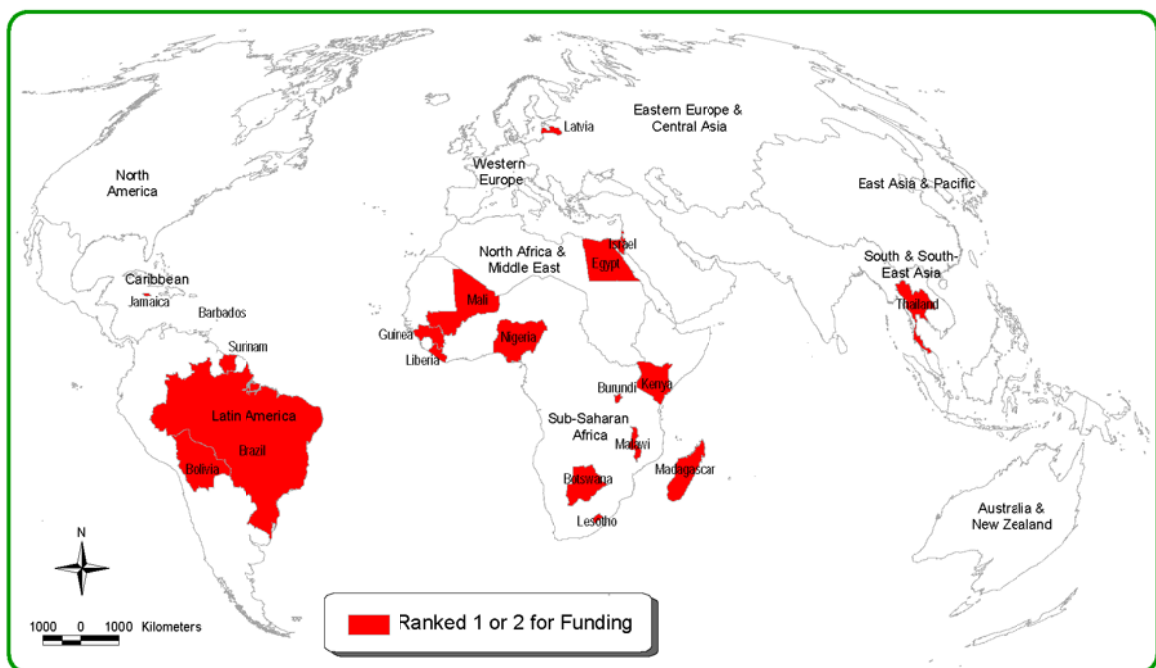 Eastern Europe &
Central Asia
Latvia
Western
Europe
North
America
East Asia & Pacific
North Africa &
Middle East
Israel
Egypt
South & South-
East Asia
Caribbean
Jamaica
Thailand
Mali
Barbados
Guinea
Nigeria
Surinam
Liberia
Burundi
Kenya
Latin America
Sub-Saharan
Africa
Brazil
Malawi
Bolivia
Madagascar
Botswana
Lesotho
Australia &
New Zealand
N
1000 0 1000 Kilometers
Ranked 1 or 2 for Funding